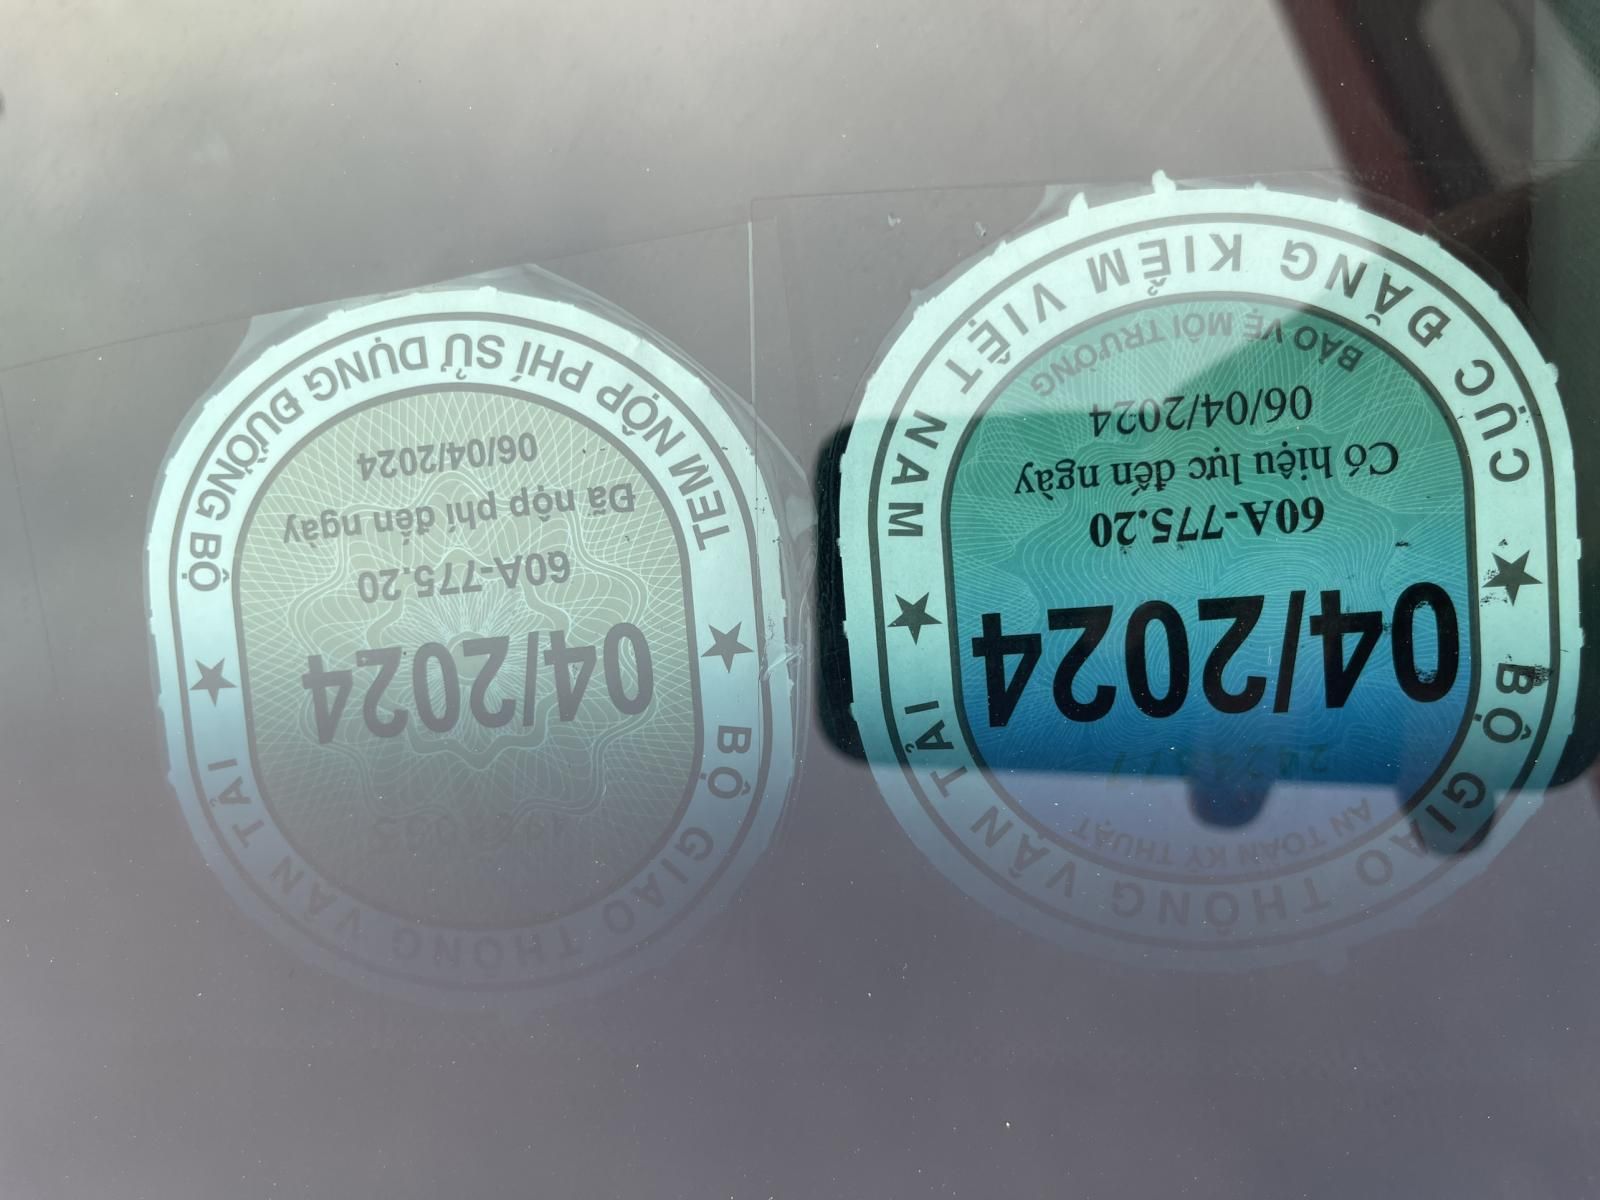 CỤC ĐĂNG KIỂM VIỆT NAM
BẢO VỆ MÔI TRƯỜNG
06/04/2024
Có hiệu lực đến ngày
60A-775.20
04/2024
AN TOÀN KỸ THUẬT
BỘ GIAO THÔNG VẬN TẢI
TEM NỘP PHÍ SỬ DỤNG ĐƯỜNG BỘ
06/04/2024
Đã nộp phí đến ngày
60A-775.20
04/2024
BỘ GIAO THÔNG VẬN TẢI